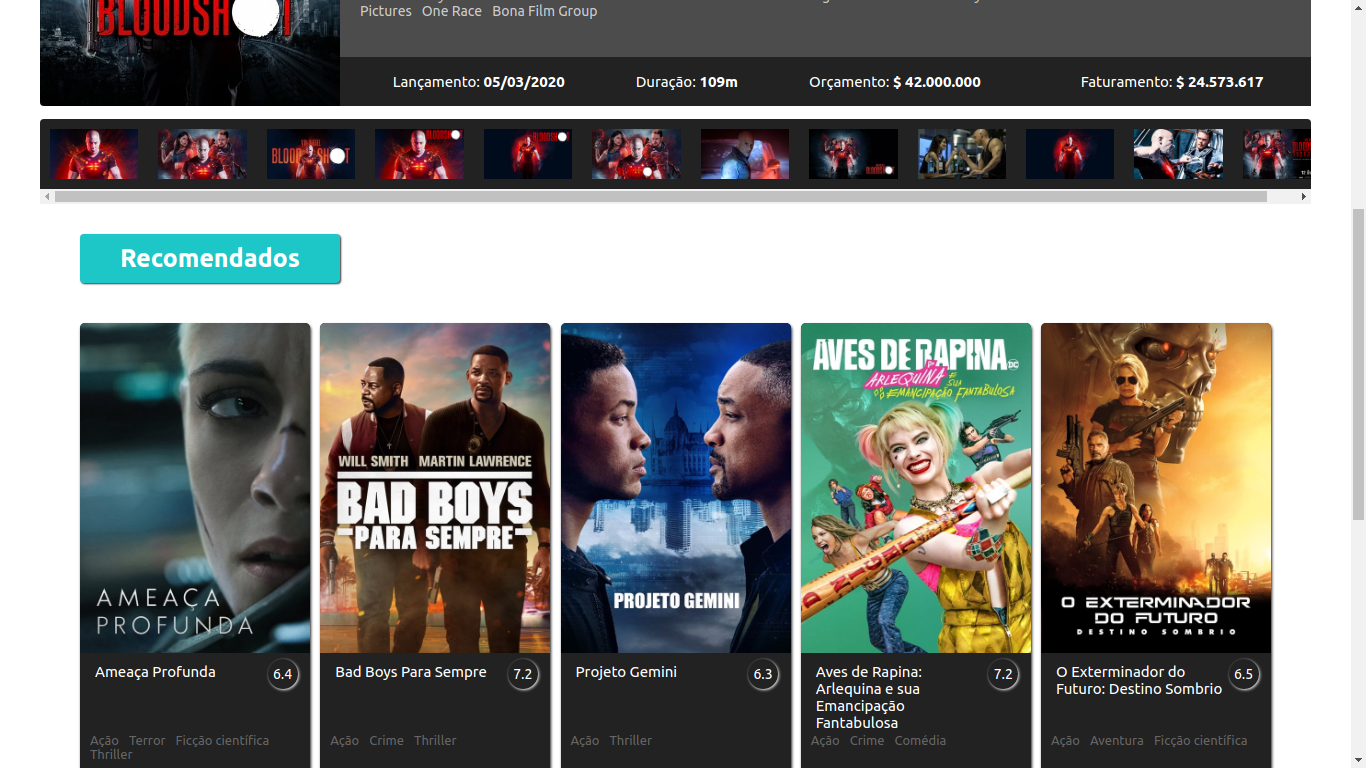 BLOODSHOT
Pictures One Race Bona Film Group
Lançamento: 05/03/2020 Duração: 109m Orçamento: $ 42.000.000 Faturamento: $ 24.573.617
BLOODSHOT
Recomendados
AMEAÇA
PROFUNDA
WILL SMITH MARTIN LAWRENCE
BAD BOYS
PARA SEMPRE
PROJETO GEMINI
AVES DE RAPINA
DC
ARLEQUINA E SUA
EMANCIPAÇÃO FANTABULOSA
O EXTERMINADOR
DO FUTURO
DESTINO SOMBRIO
Ameaça Profunda 6.4
Ação Terror Ficção científica
Thriller
Bad Boys Para Sempre 7.2
Ação Crime Thriller
Projeto Gemini 6.3
Ação Thriller
Aves de Rapina: 7.2
Arlequina e sua
Emancipação
Fantabulosa
Ação Crime Comédia
O Exterminador do 6.5
Futuro: Destino Sombrio
Ação Aventura Ficção científica